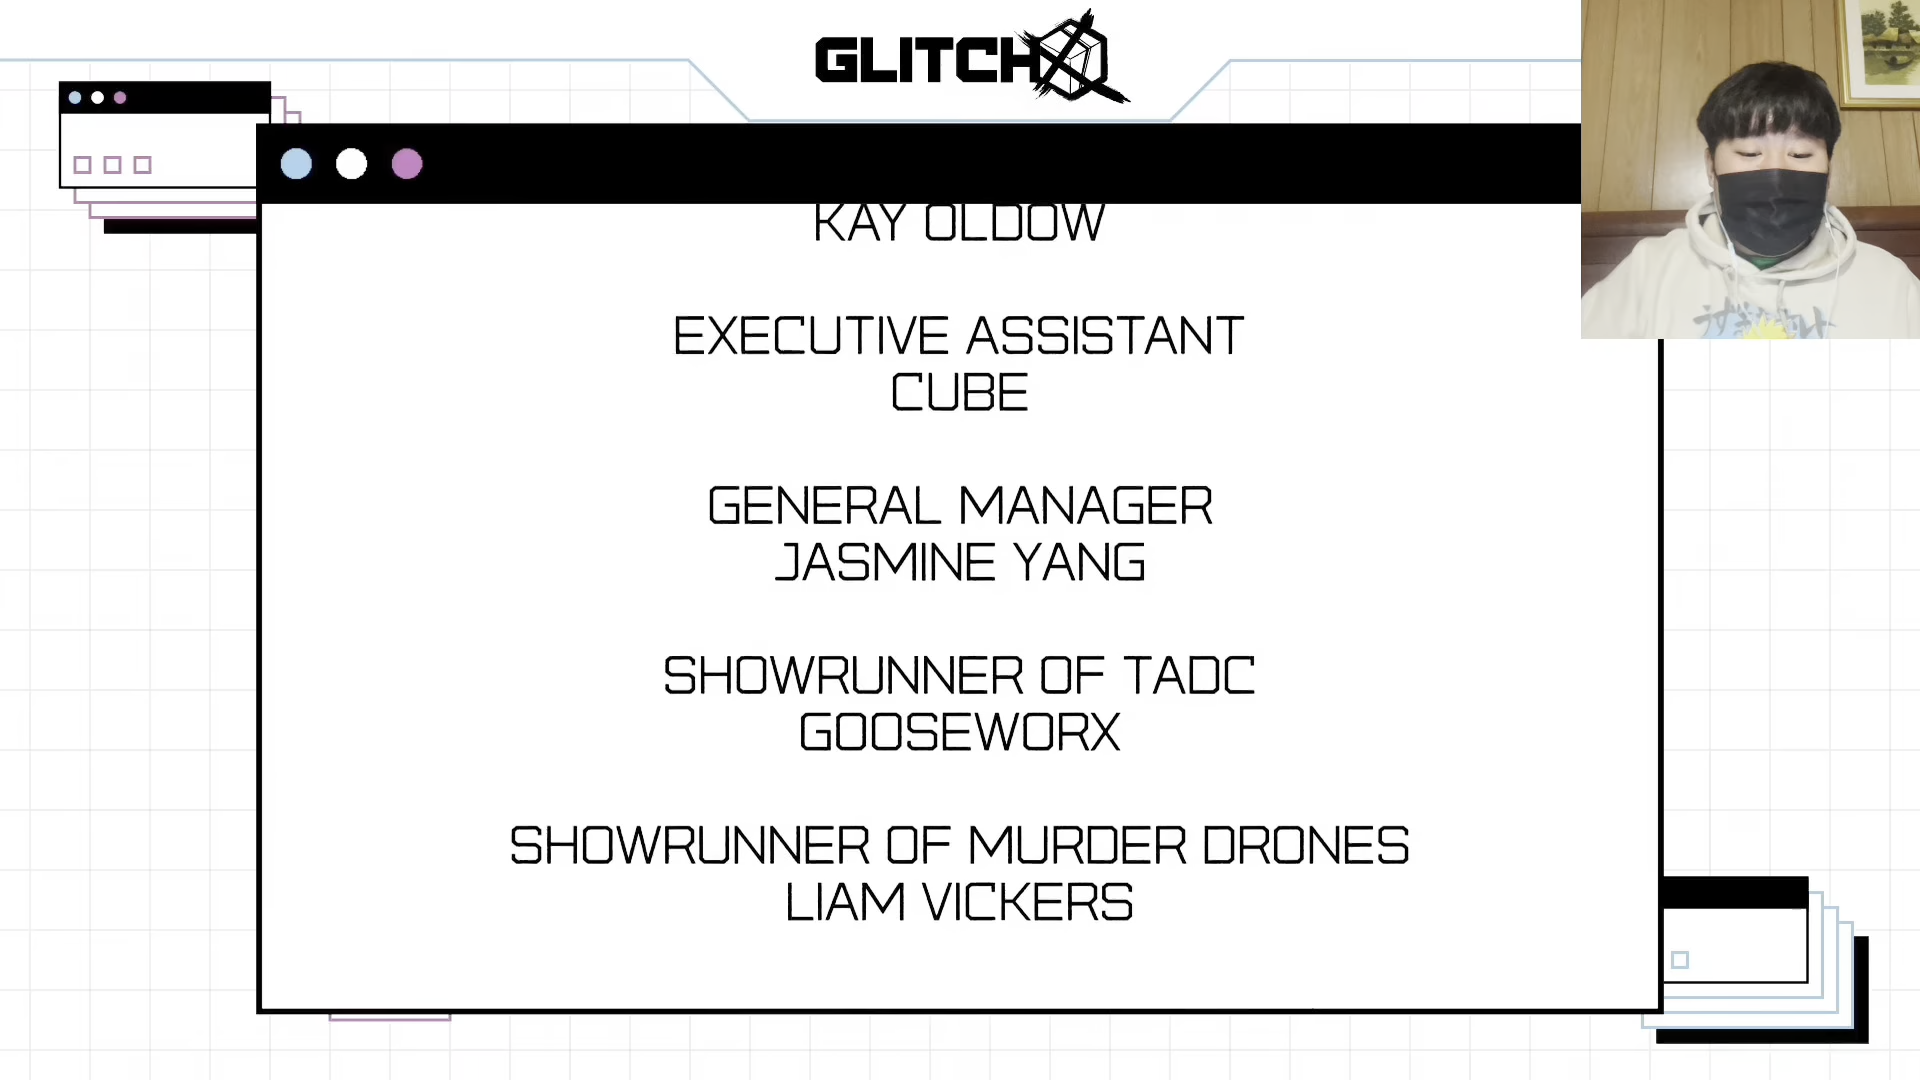 GLITCHX
KAY OLDOW
EXECUTIVE ASSISTANT
CUBE
GENERAL MANAGER
JASMINE YANG
SHOWRUNNER OF TADC
GOOSEWORX
SHOWRUNNER OF MURDER DRONES
LIAM VICKERS